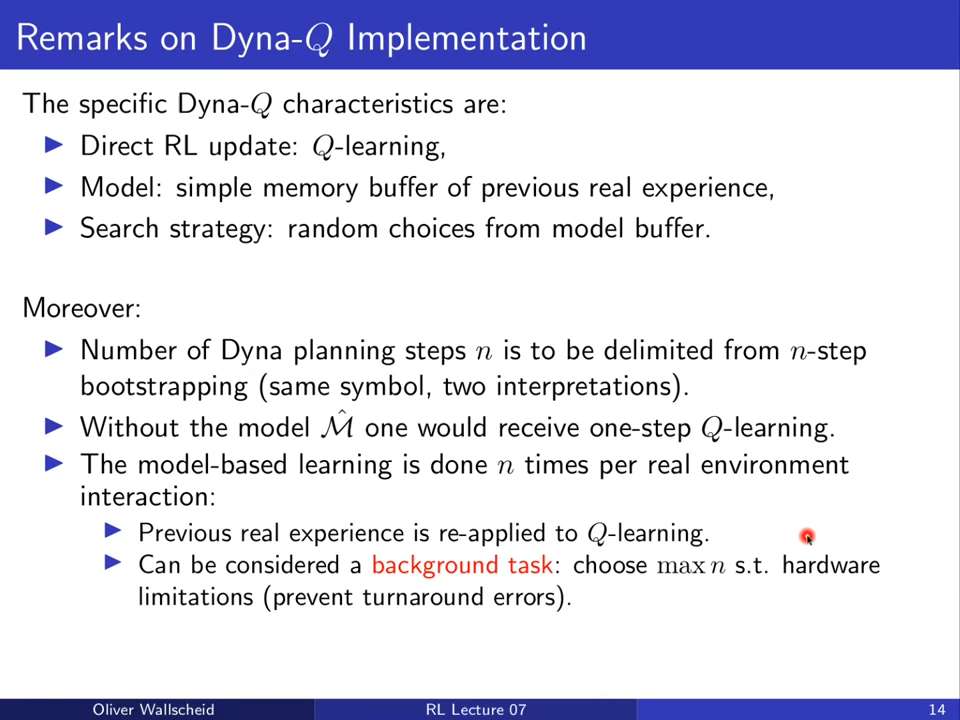 Remarks on Dyna-Q Implementation
The specific Dyna-Q characteristics are:
▶ Direct RL update: Q-learning,
▶ Model: simple memory buffer of previous real experience,
▶ Search strategy: random choices from model buffer.
Moreover:
▶ Number of Dyna planning steps n is to be delimited from n-step
bootstrapping (same symbol, two interpretations).
▶ Without the model M̂ one would receive one-step Q-learning.
▶ The model-based learning is done n times per real environment
interaction:
▶ Previous real experience is re-applied to Q-learning.
▶ Can be considered a background task: choose max n s.t. hardware
limitations (prevent turnaround errors).
Oliver Wallscheid RL Lecture 07 14